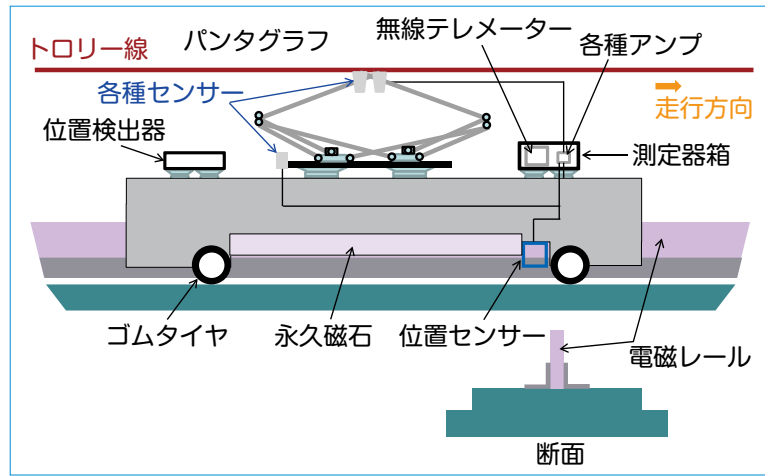 無線テレメーター
パンタグラフ
各種アンプ
トロリー線
各種センサー
走行方向
位置検出器
測定器箱
ゴムタイヤ
永久磁石
位置センサー
電磁レール
断面